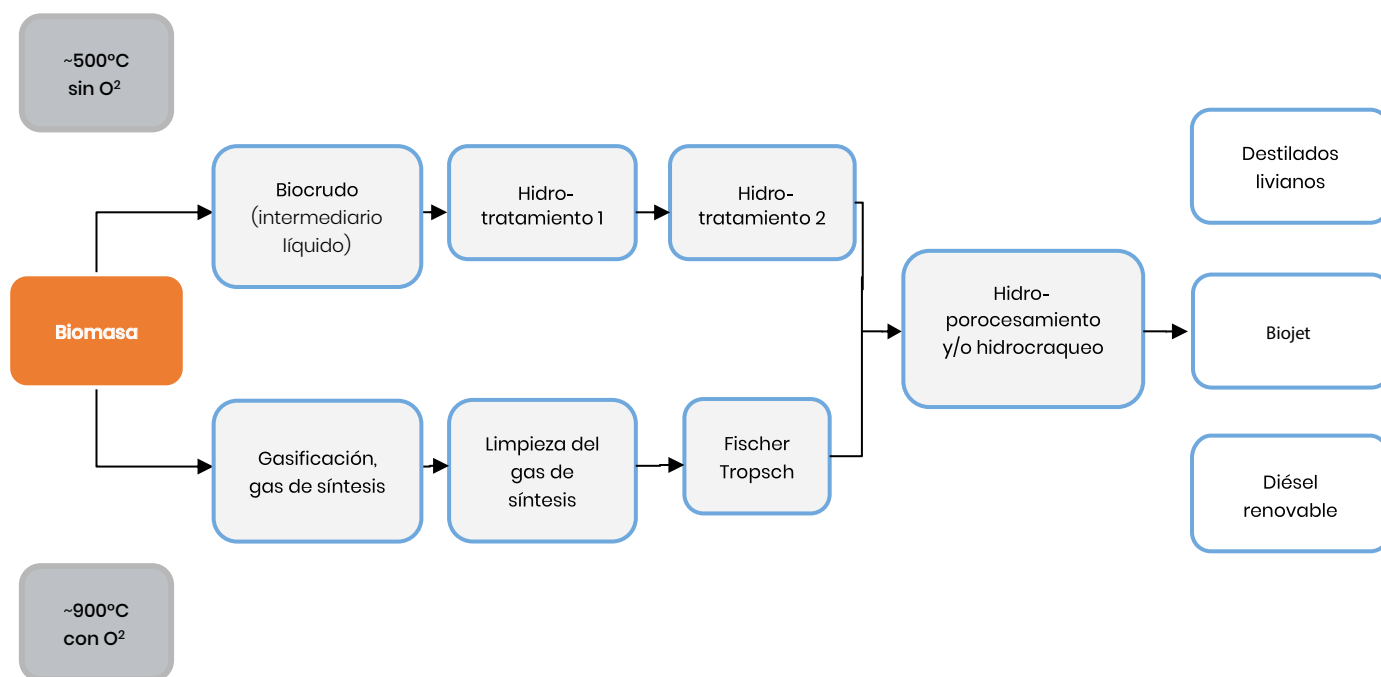 ~500°C
sin O²
Biocrudo
(intermediario
líquido)
Hidro-
tratamiento 1
Hidro-
tratamiento 2
Destilados
livianos
Biomasa
Hidro-
porocesamiento
y/o hidrocraqueo
Biojet
Gasificación,
gas de síntesis
Limpieza del
gas de
síntesis
Fischer
Tropsch
Diésel
renovable
~900°C
con O²